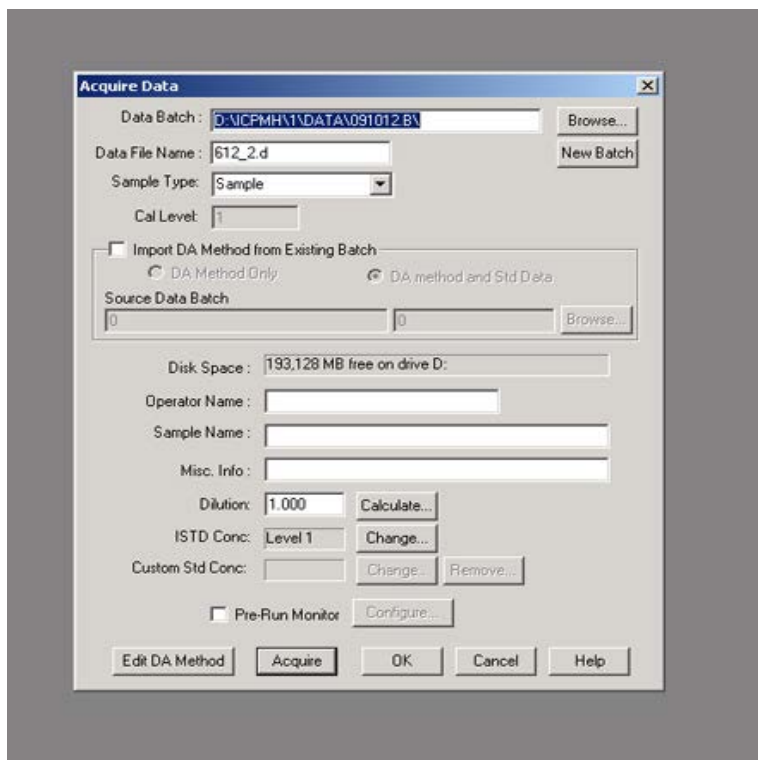 Acquire Data
Data Batch : D:\ICPMH\1\DATA\091012.B\ Browse...
Data File Name : 612_2.d New Batch
Sample Type: Sample
Cal Level: 1
Import DA Method from Existing Batch
DA Method Only DA method and Std Data
Source Data Batch
0 0 Browse...
Disk Space : 193,128 MB free on drive D:
Operator Name :
Sample Name :
Misc. Info :
Dilution: 1.000 Calculate...
ISTD Conc: Level 1 Change...
Custom Std Conc: Change... Remove...
Pre-Run Monitor Configure...
Edit DA Method Acquire OK Cancel Help